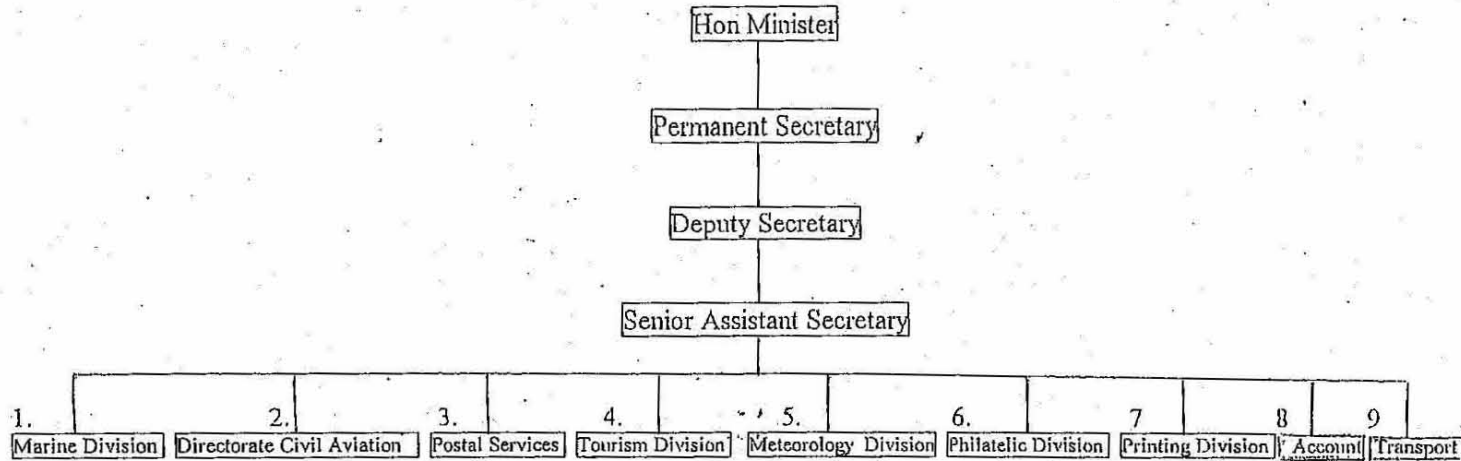 Hon Minister
Permanent Secretary
Deputy Secretary
Senior Assistant Secretary
1. 2. 3. 4. 5. 6. 7 8 9
Marine Division Directorate Civil Aviation Postal Services Tourism Division Meteorology Division Philatelic Division Printing Division Account Transport